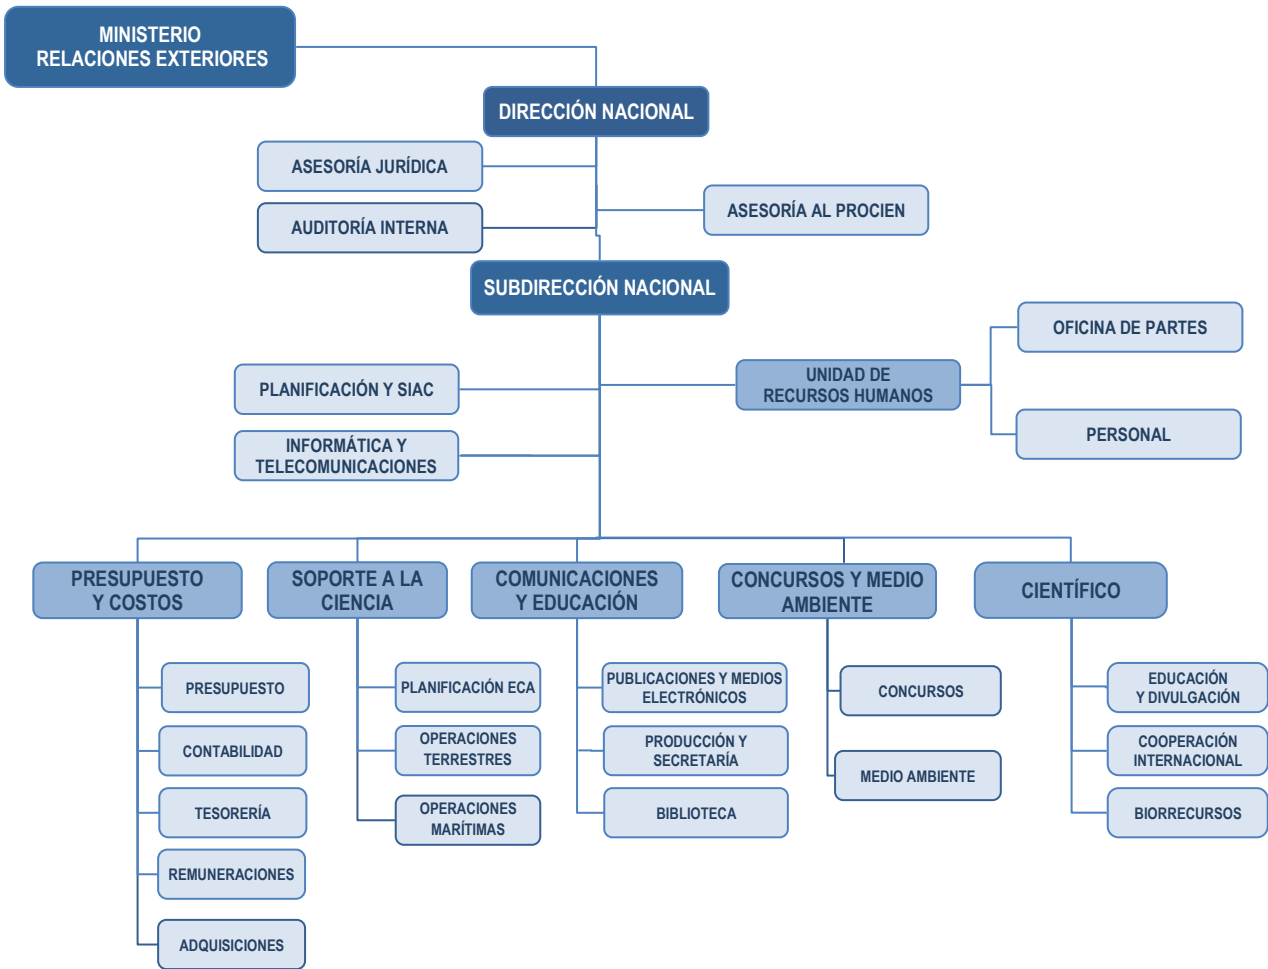 MINISTERIO
RELACIONES EXTERIORES
DIRECCIÓN NACIONAL
ASESORÍA JURÍDICA
ASESORÍA AL PROCIEN
AUDITORÍA INTERNA
SUBDIRECCIÓN NACIONAL
OFICINA DE PARTES
PLANIFICACIÓN Y SIAC
UNIDAD DE
RECURSOS HUMANOS
PERSONAL
INFORMÁTICA Y
TELECOMUNICACIONES
PRESUPUESTO
Y COSTOS
SOPORTE A LA
CIENCIA
COMUNICACIONES
Y EDUCACIÓN
CONCURSOS Y MEDIO
AMBIENTE
CIENTÍFICO
PRESUPUESTO
CONTABILIDAD
TESORERÍA
REMUNERACIONES
ADQUISICIONES
PLANIFICACIÓN ECA
OPERACIONES
TERRESTRES
OPERACIONES
MARÍTIMAS
PUBLICACIONES Y MEDIOS
ELECTRÓNICOS
PRODUCCIÓN Y
SECRETARÍA
BIBLIOTECA
CONCURSOS
MEDIO AMBIENTE
EDUCACIÓN
Y DIVULGACIÓN
COOPERACIÓN
INTERNACIONAL
BIORRECURSOS